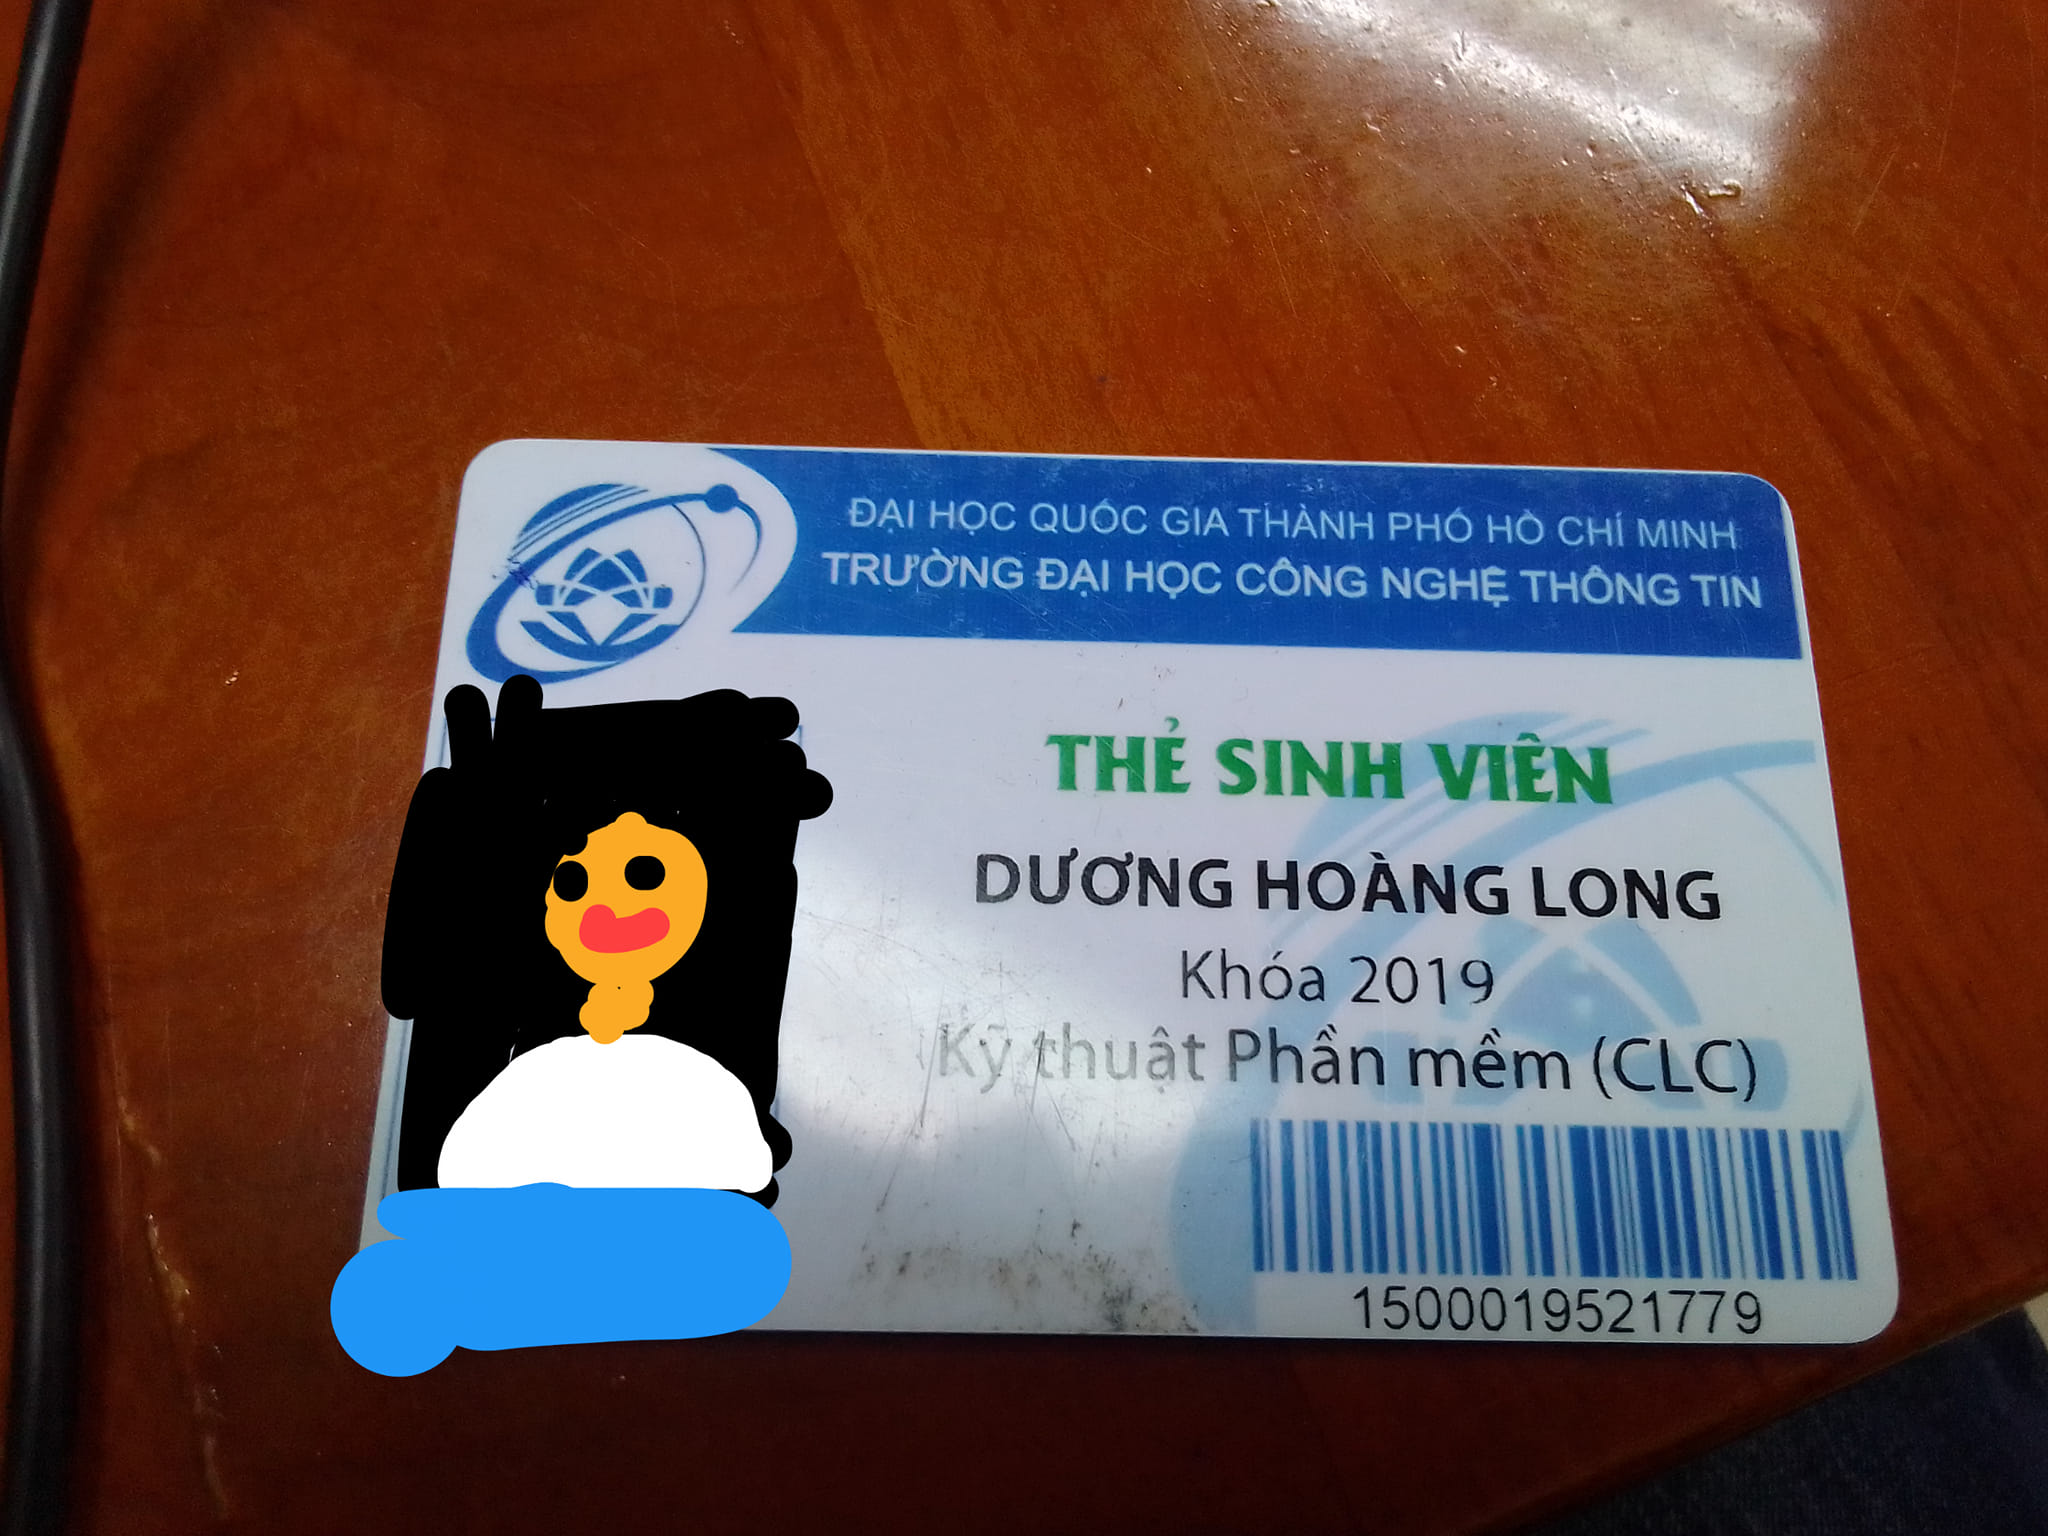 ĐẠI HỌC QUỐC GIA THÀNH PHỐ HỒ CHÍ MINH
TRƯỜNG ĐẠI HỌC CÔNG NGHỆ THÔNG TIN
THẺ SINH VIÊN
DƯƠNG HOÀNG LONG
Khóa 2019
Kỹ thuật Phần mềm (CLC)
1500019521779